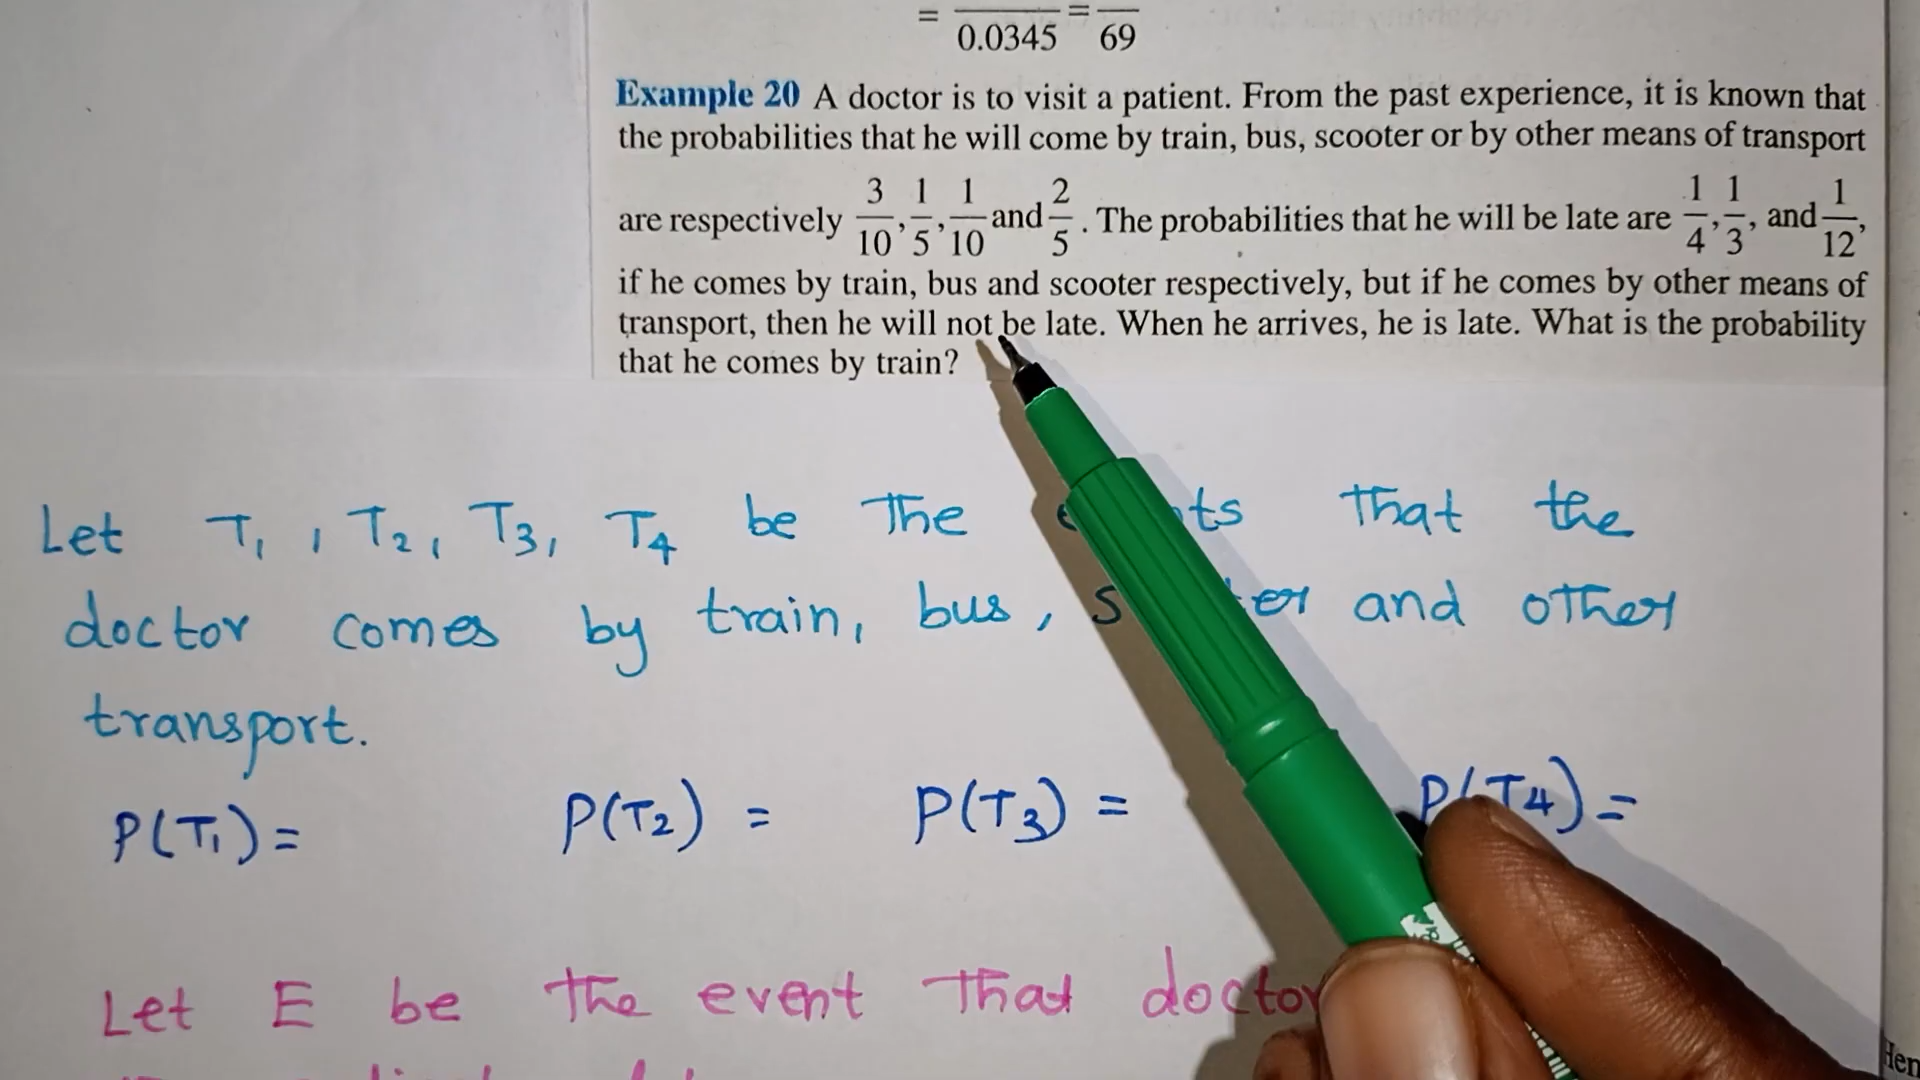 = = 
0.0345 69
Example 20 A doctor is to visit a patient. From the past experience, it is known that
the probabilities that he will come by train, bus, scooter or by other means of transport
are respectively 3/10, 1/5, 1/10 and 2/5. The probabilities that he will be late are 1/4, 1/3, and 1/12,
if he comes by train, bus and scooter respectively, but if he comes by other means of
transport, then he will not be late. When he arrives, he is late. What is the probability
that he comes by train?
Let T1, T2, T3, T4 be The ts That the
doctor comes by train, bus, s er and other
transport.
P(T1) = P(T2) = P(T3) = P(T4) =
Let E be the event That doctor
Hen